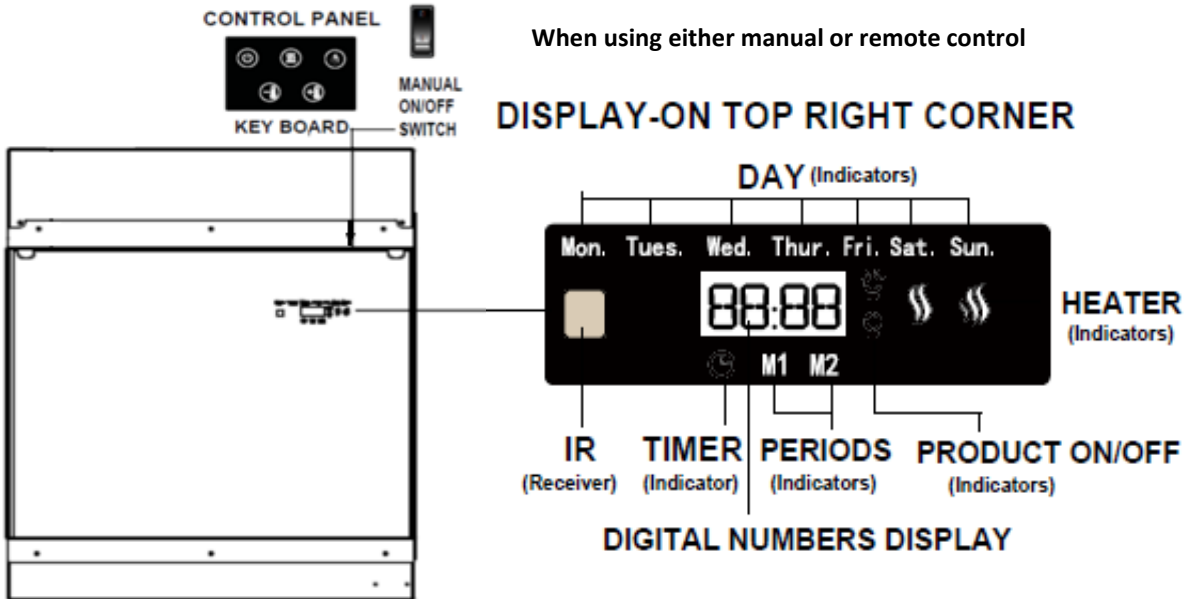 CONTROL PANEL
When using either manual or remote control
MANUAL
ON/OFF
SWITCH
KEY BOARD
DISPLAY-ON TOP RIGHT CORNER
DAY (Indicators)
Mon. Tues. Wed. Thur. Fri. Sat. Sun.
88:88
HEATER
(Indicators)
M1 M2
IR
(Receiver)
TIMER
(Indicator)
PERIODS
(Indicators)
PRODUCT ON/OFF
(Indicators)
DIGITAL NUMBERS DISPLAY